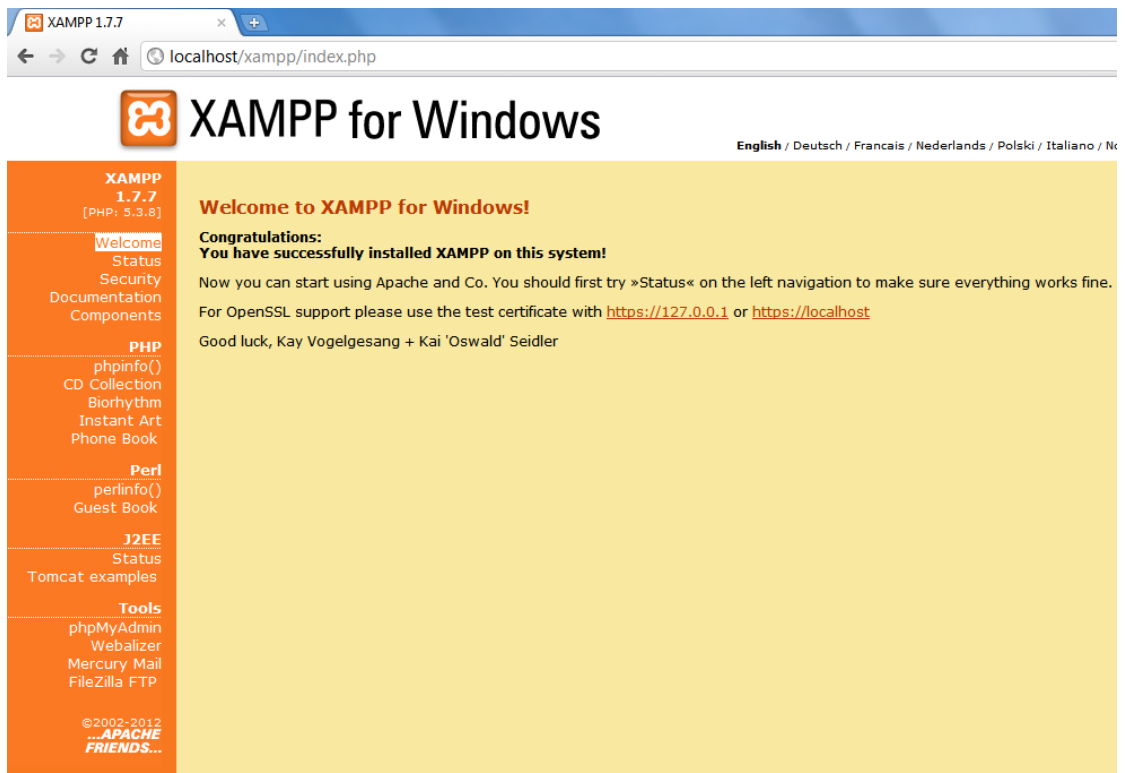 XAMPP 1.7.7
localhost/xampp/index.php
XAMPP for Windows
English / Deutsch / Francais / Nederlands / Polski / Italiano /
XAMPP
1.7.7
[PHP: 5.3.8]
Welcome
Status
Security
Documentation
Components
PHP
phpinfo()
CD Collection
Biorhythm
Instant Art
Phone Book
Perl
perlinfo()
Guest Book
J2EE
Status
Tomcat examples
Tools
phpMyAdmin
Webalizer
Mercury Mail
FileZilla FTP
©2002-2012
...APACHE
FRIENDS...
Welcome to XAMPP for Windows!
Congratulations:
You have successfully installed XAMPP on this system!
Now you can start using Apache and Co. You should first try »Status« on the left navigation to make sure everything works fine.
For OpenSSL support please use the test certificate with https://127.0.0.1 or https://localhost
Good luck, Kay Vogelgesang + Kai 'Oswald' Seidler